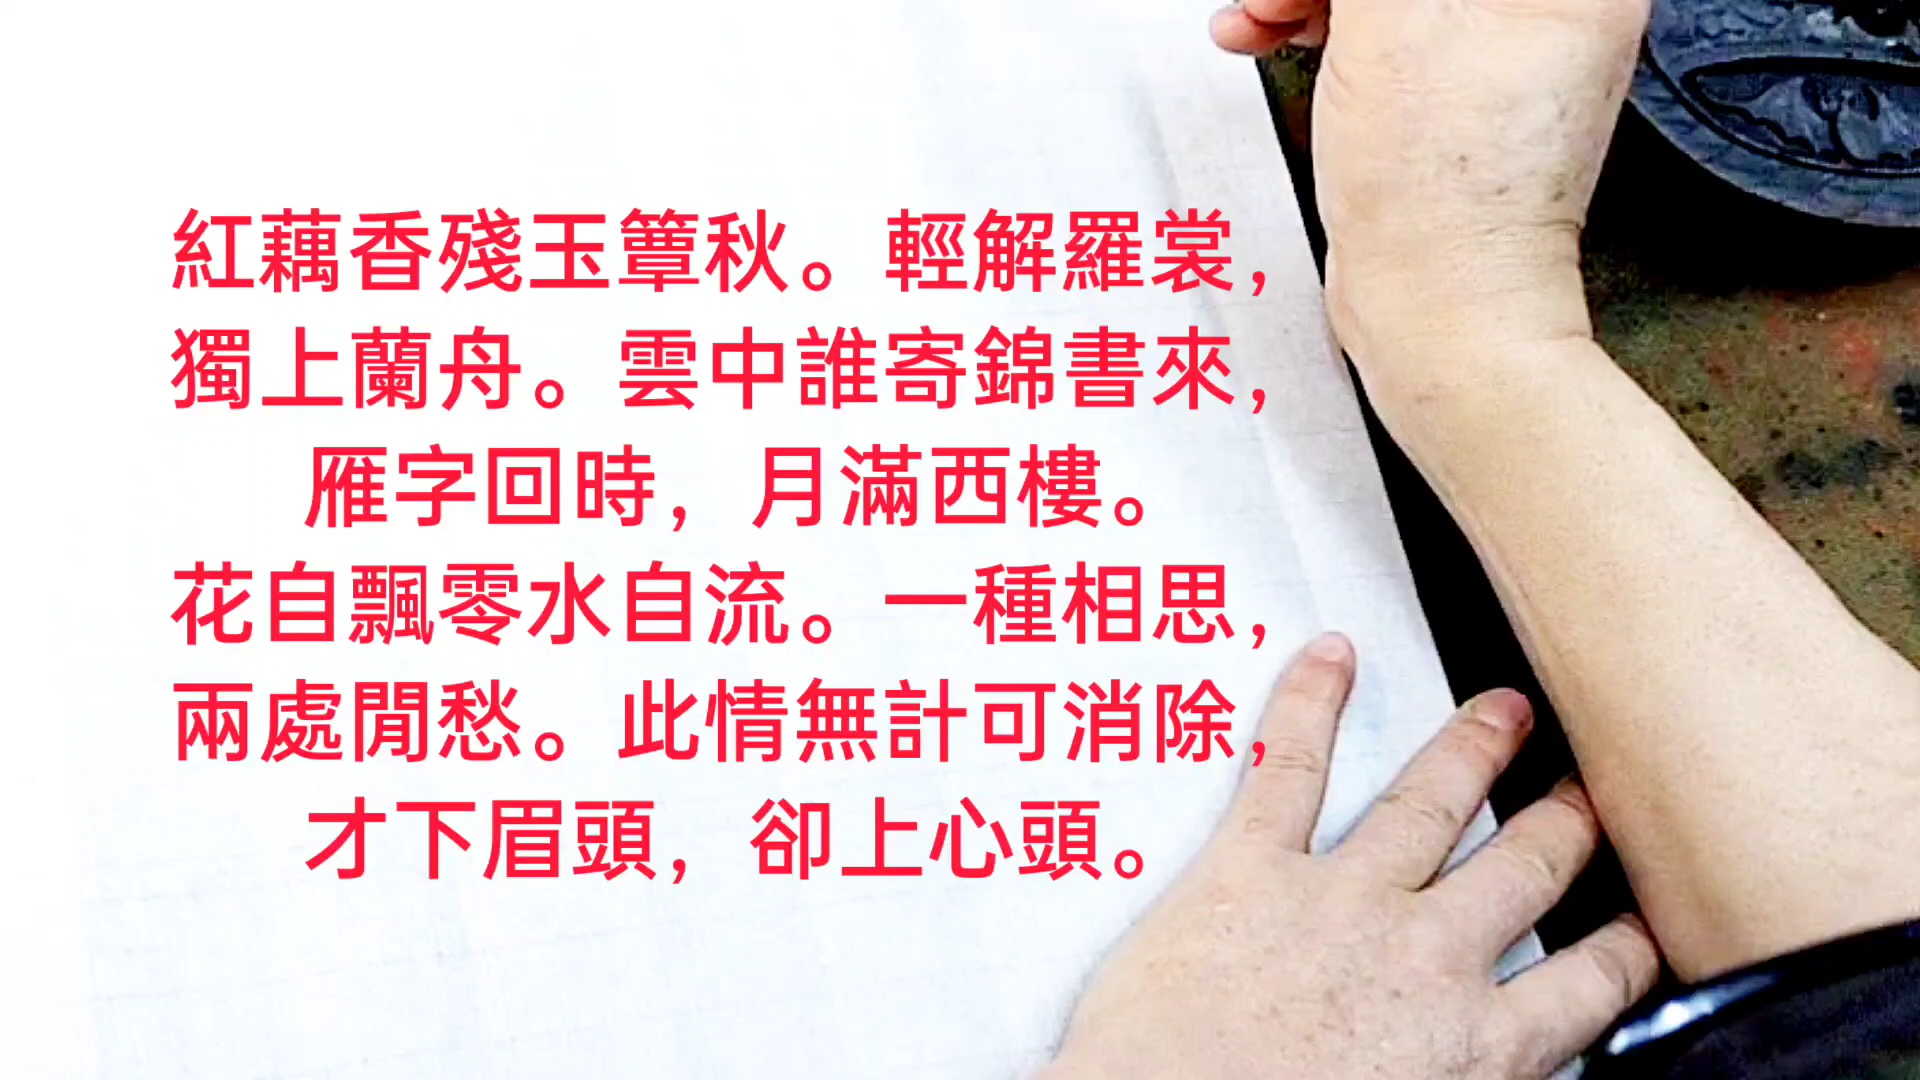 紅藕香殘玉簟秋。輕解羅裳，
獨上蘭舟。雲中誰寄錦書來，
雁字回時，月滿西樓。
花自飄零水自流。一種相思，
兩處閒愁。此情無計可消除，
才下眉頭，卻上心頭。